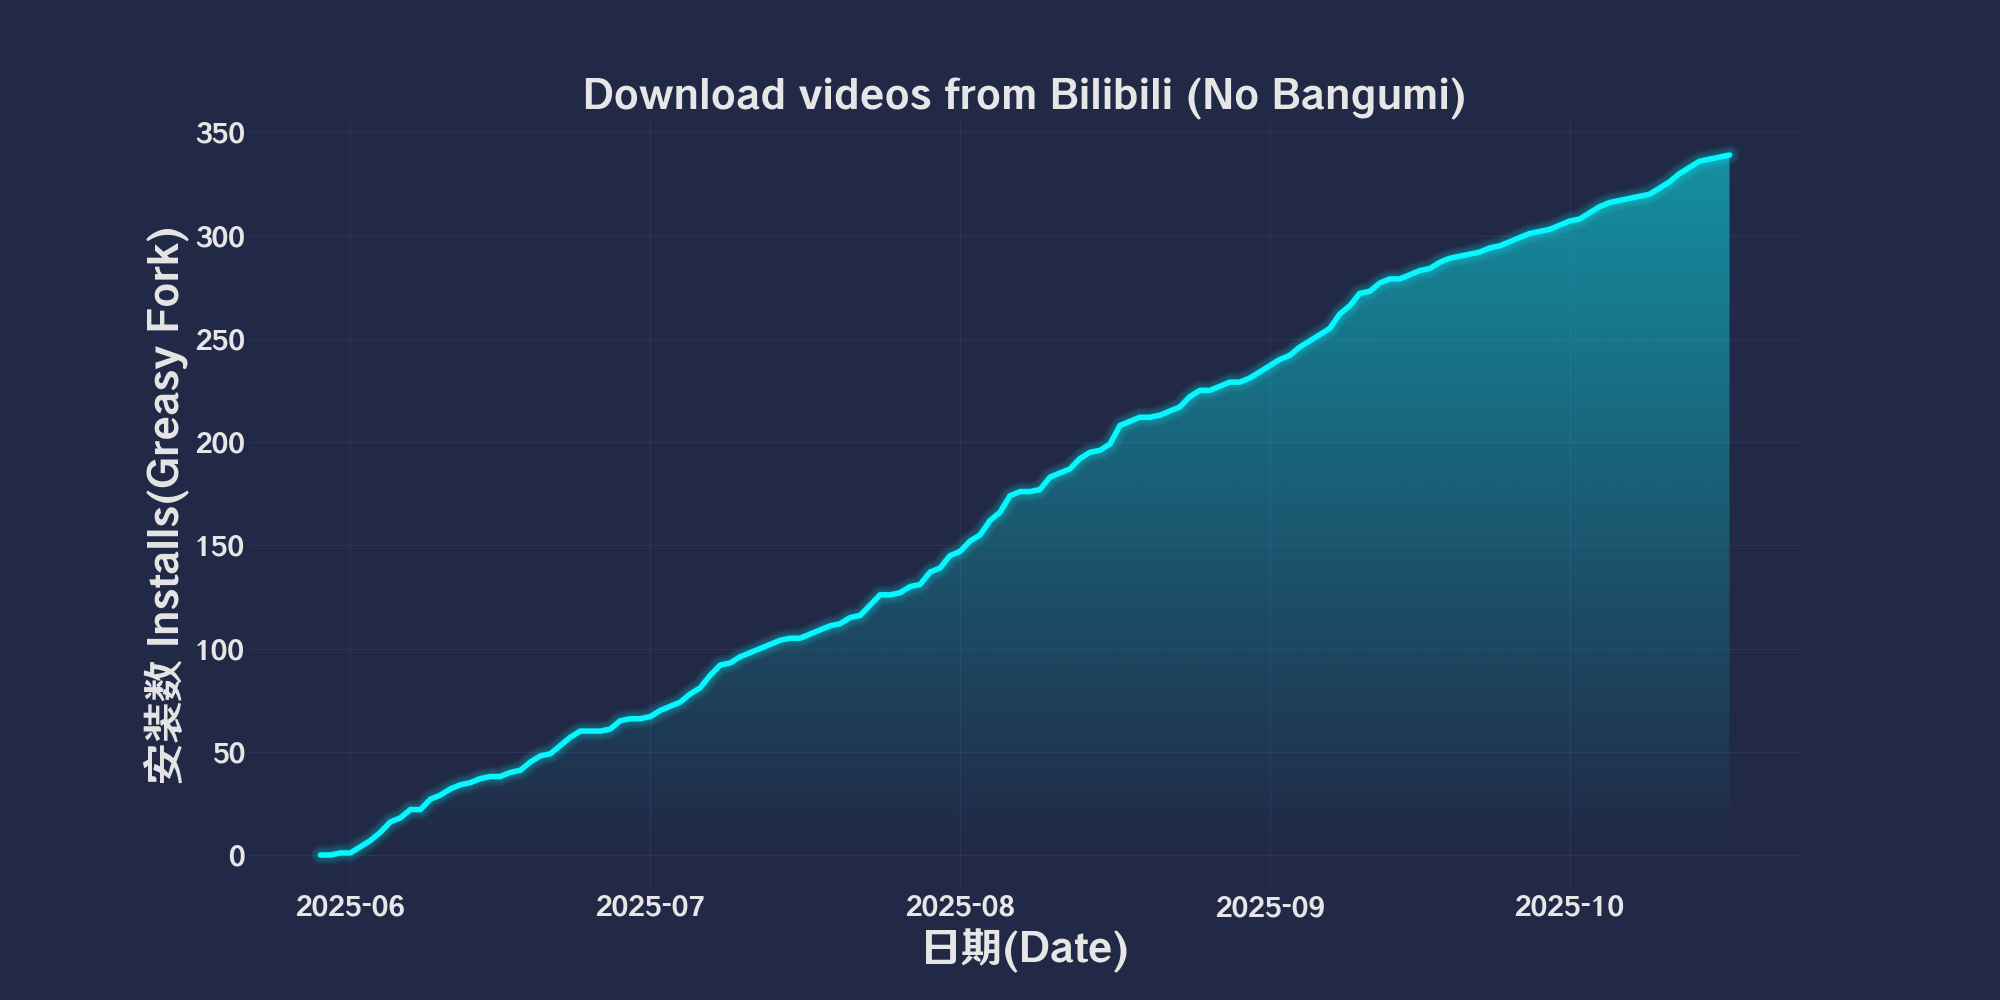 Download videos from Bilibili (No Bangumi)
安装数 Installs(Greasy Fork)
350
300
250
200
150
100
50
0
2025-06 2025-07 2025-08 2025-09 2025-10
日期(Date)